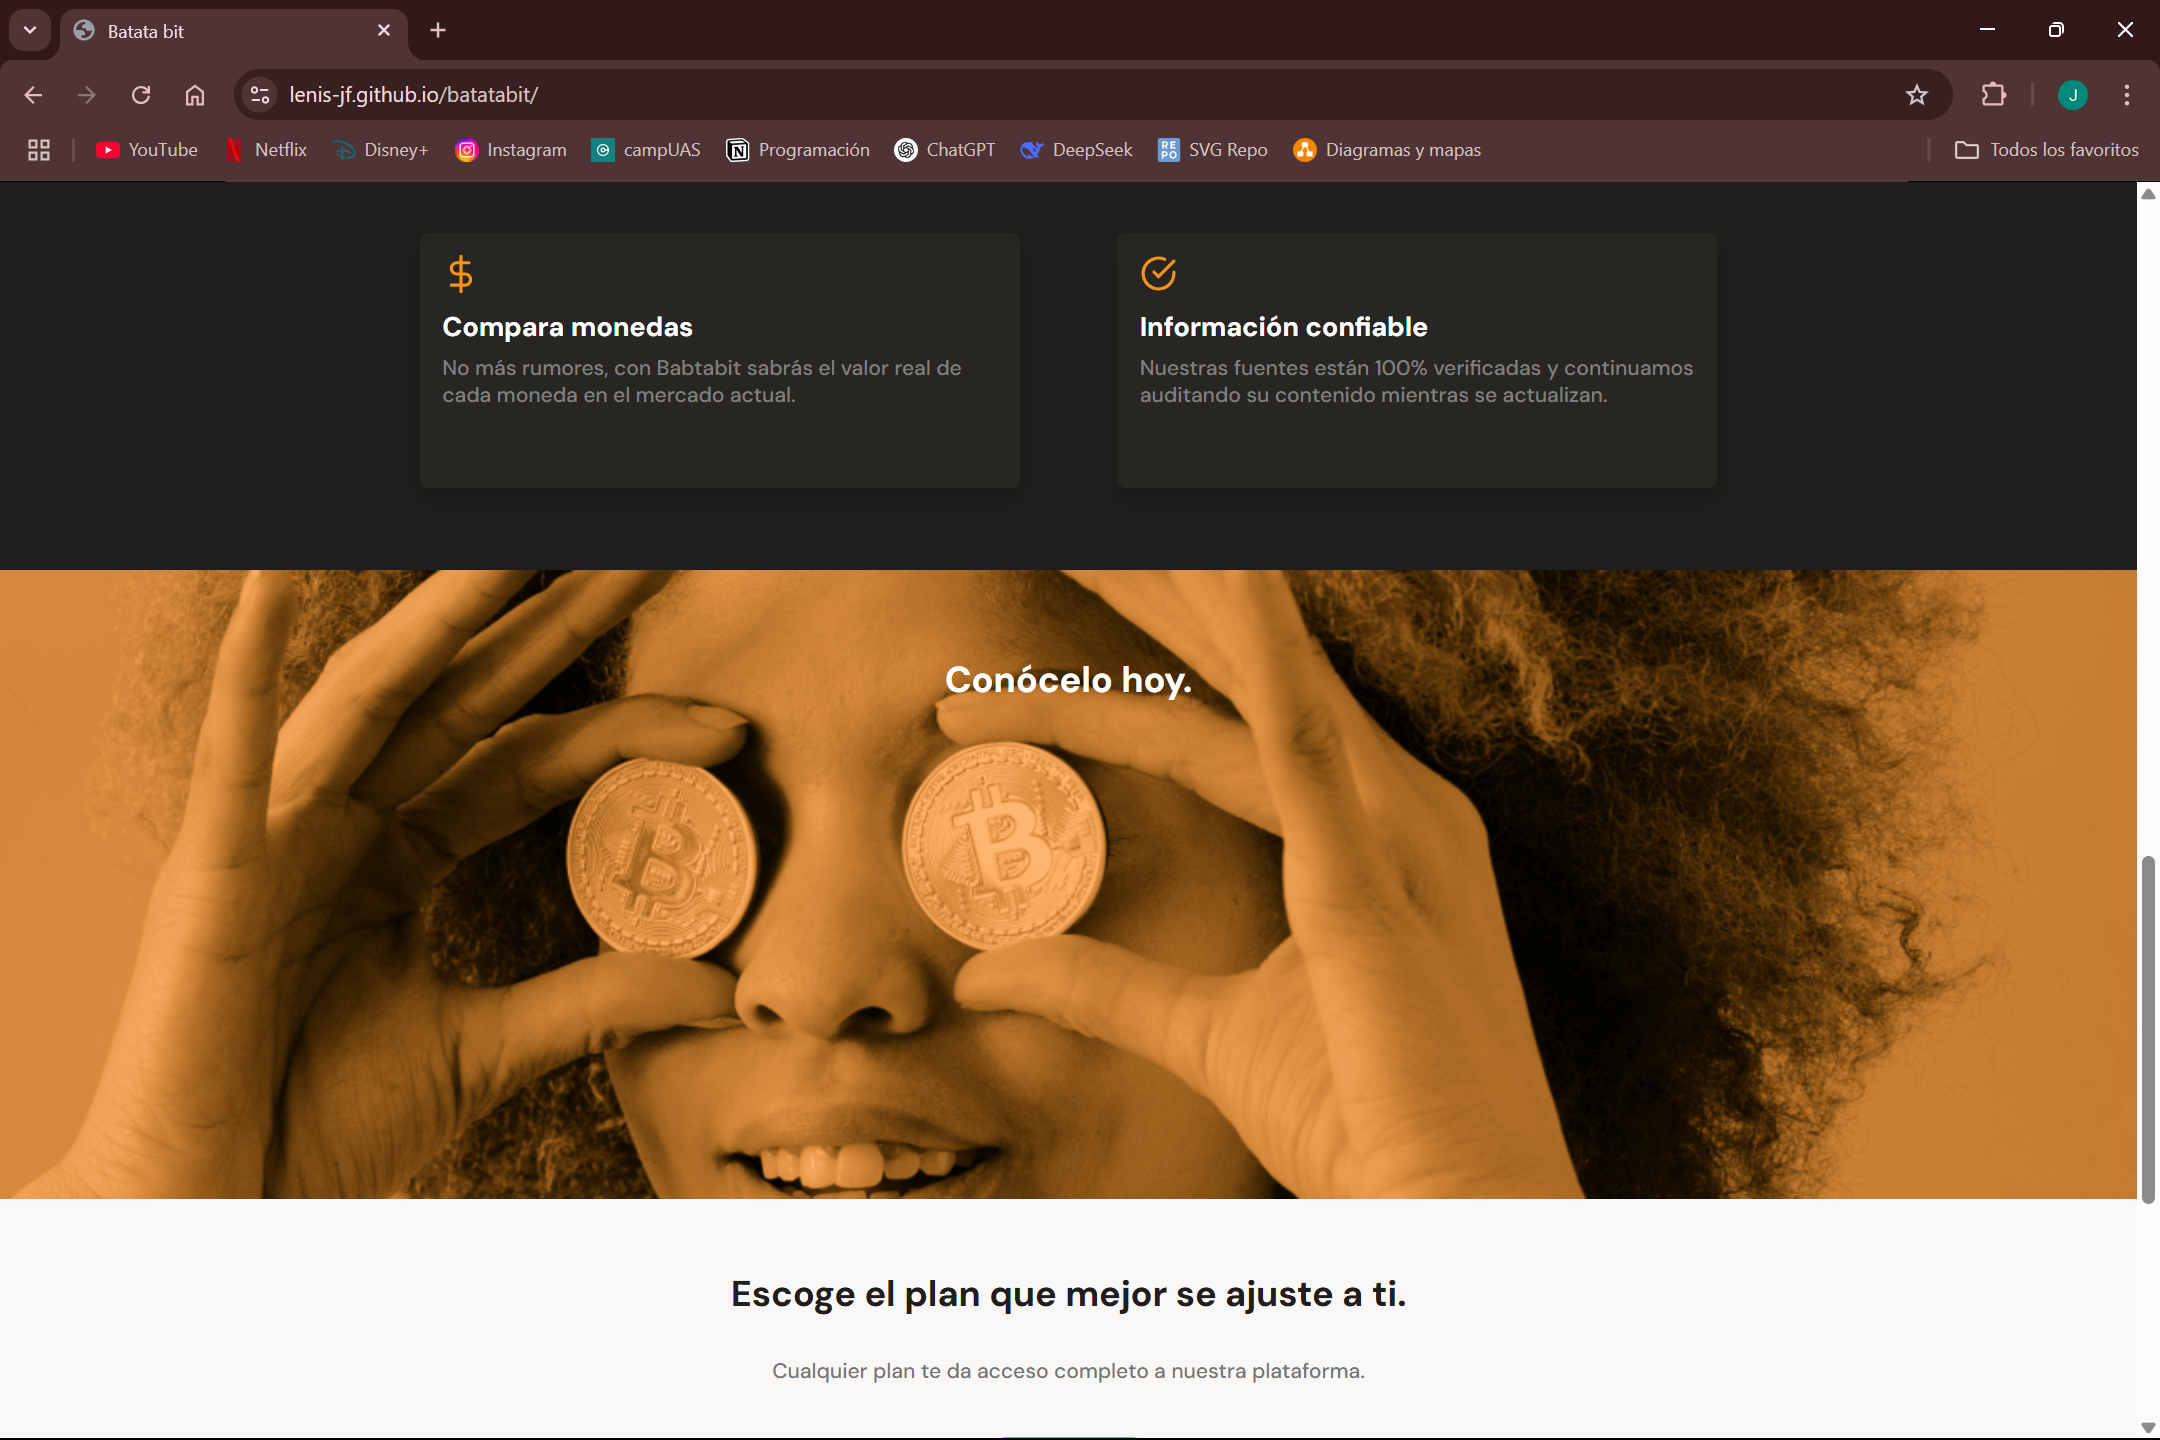 Batata bit
lenis-jf.github.io/batatabit/
J
YouTube
Netflix
Disney+
Instagram
campUAS
Programación
ChatGPT
DeepSeek
SVG Repo
Diagramas y mapas
Todos los favoritos
Compara monedas
No más rumores, con Babtabit sabrás el valor real de
cada moneda en el mercado actual.
Información confiable
Nuestras fuentes están 100% verificadas y continuamos
auditando su contenido mientras se actualizan.
Conócelo hoy.
Escoge el plan que mejor se ajuste a ti.
Cualquier plan te da acceso completo a nuestra plataforma.